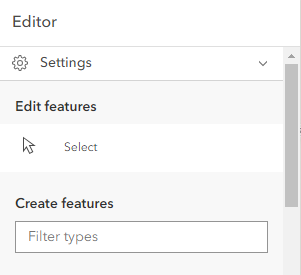 Editor
Settings
Edit features
Select
Create features
Filter types